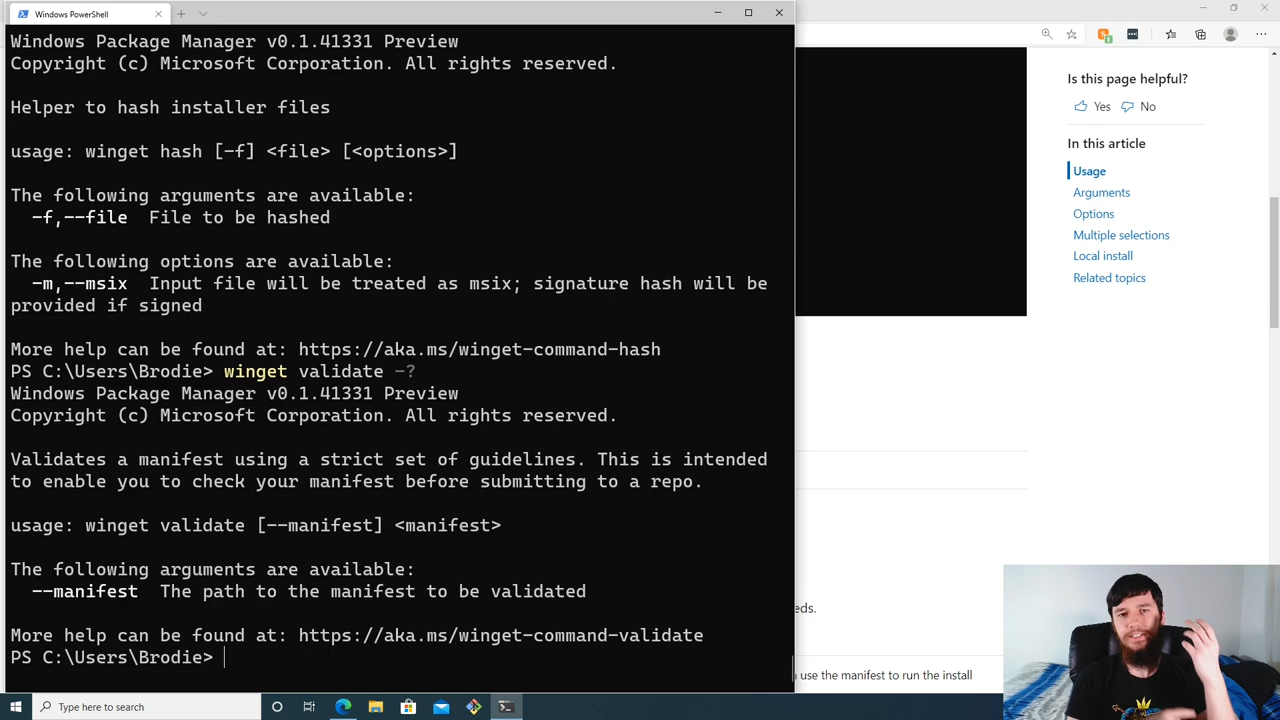 Windows PowerShell
Windows Package Manager v0.1.41331 Preview
Copyright (c) Microsoft Corporation. All rights reserved.
Helper to hash installer files
usage: winget hash [-f] <file> [<options>]
The following arguments are available:
-f,--file  File to be hashed
The following options are available:
-m,--msix  Input file will be treated as msix; signature hash will be
provided if signed
More help can be found at: https://aka.ms/winget-command-hash
PS C:\Users\Brodie> winget validate -?
Windows Package Manager v0.1.41331 Preview
Copyright (c) Microsoft Corporation. All rights reserved.
Validates a manifest using a strict set of guidelines. This is intended
to enable you to check your manifest before submitting to a repo.
usage: winget validate [--manifest] <manifest>
The following arguments are available:
--manifest  The path to the manifest to be validated
More help can be found at: https://aka.ms/winget-command-validate
PS C:\Users\Brodie>
Is this page helpful?
Yes No
In this article
Usage
Arguments
Options
Multiple selections
Local install
Related topics
eds.
use the manifest to run the install
Type here to search